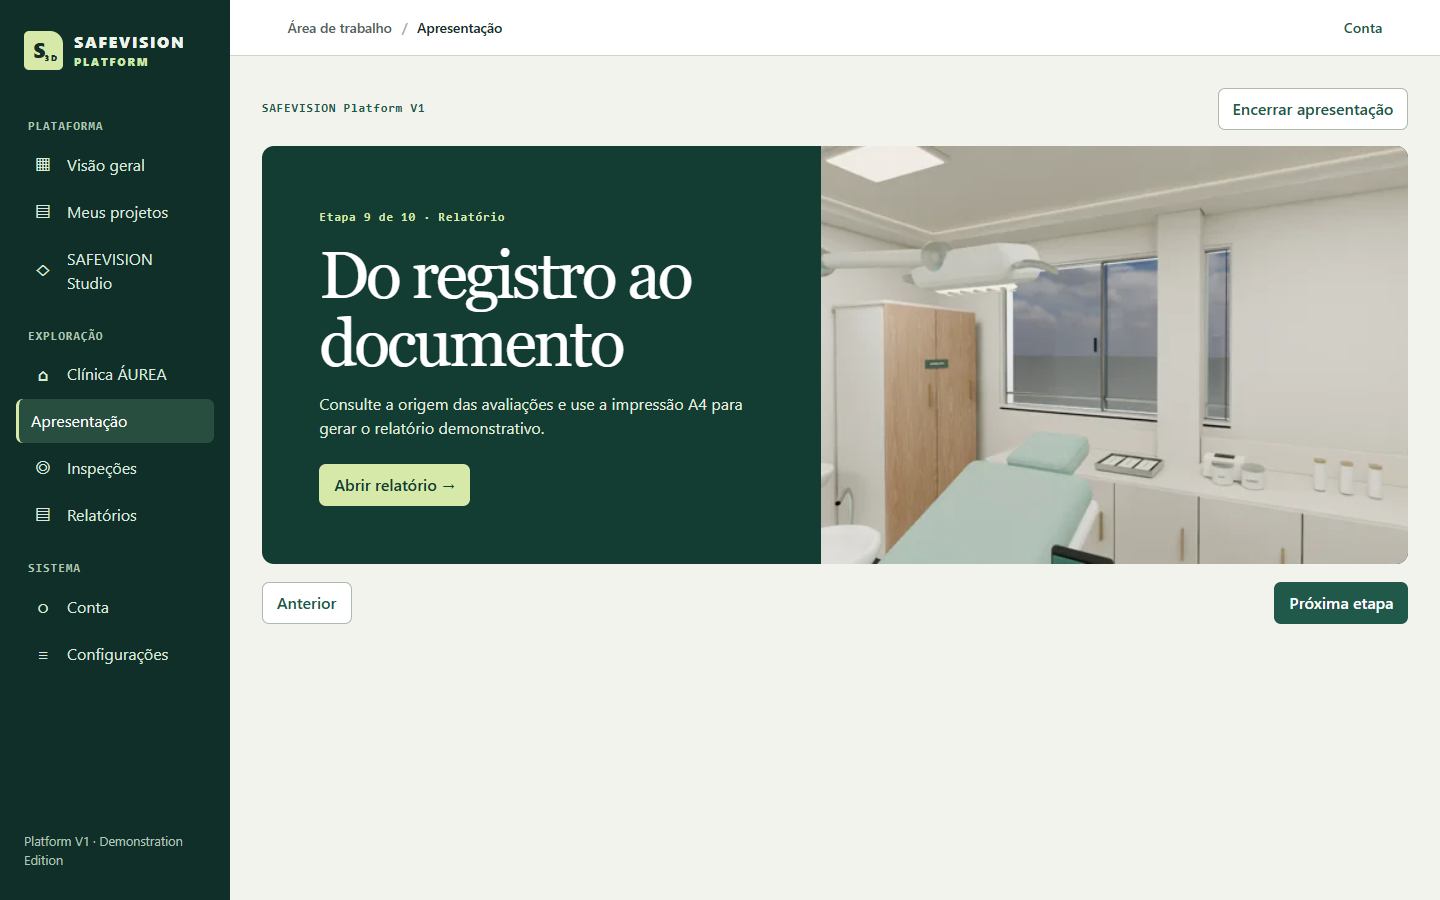 S3D
SAFEVISION
PLATFORM
PLATAFORMA
Visão geral
Meus projetos
SAFEVISION
Studio
EXPLORAÇÃO
Clínica ÁUREA
Apresentação
Inspeções
Relatórios
SISTEMA
Conta
Configurações
Platform V1 · Demonstration
Edition
Área de trabalho / Apresentação
Conta
SAFEVISION Platform V1
Encerrar apresentação
Etapa 9 de 10 · Relatório
Do registro ao
documento
Consulte a origem das avaliações e use a impressão A4 para
gerar o relatório demonstrativo.
Abrir relatório →
Anterior
Próxima etapa